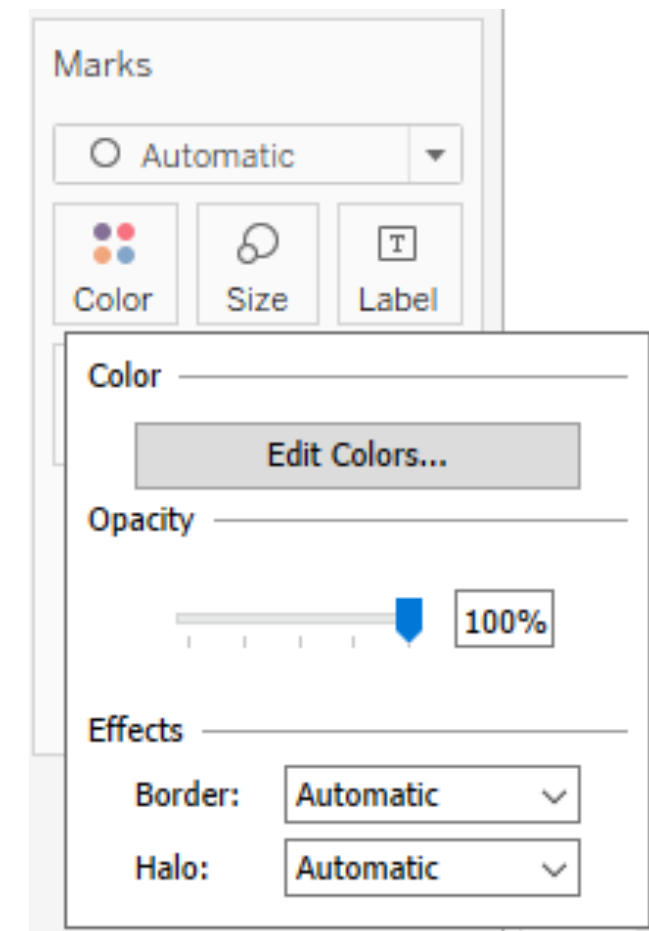 Marks
Automatic
Color Size Label
Color
Edit Colors...
Opacity
100%
Effects
Border: Automatic
Halo: Automatic